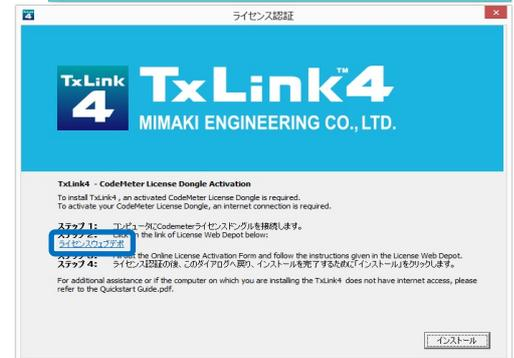 ライセンス認証
TxLink
4
TxLink™4
MIMAKI ENGINEERING CO., LTD.
TxLink4 - CodeMeter License Dongle Activation
To install TxLink4 , an activated CodeMeter License Dongle is required.
To activate your CodeMeter License Dongle, an internet connection is required.
ステップ 1: コンピュータにCodemeterライセンスドングルを接続します。
ステップ 2: Click on the link of License Web Depot below:
ライセンスウェブデポ
out the Online License Activation Form and follow the instructions given in the License Web Depot.
ステップ 4: ライセンス認証の後、このダイアログへ戻り、インストールを完了するために「インストール」をクリックします。
For additional assistance or if the computer on which you are installing the TxLink4 does not have internet access, please
refer to the Quickstart Guide.pdf.
インストール